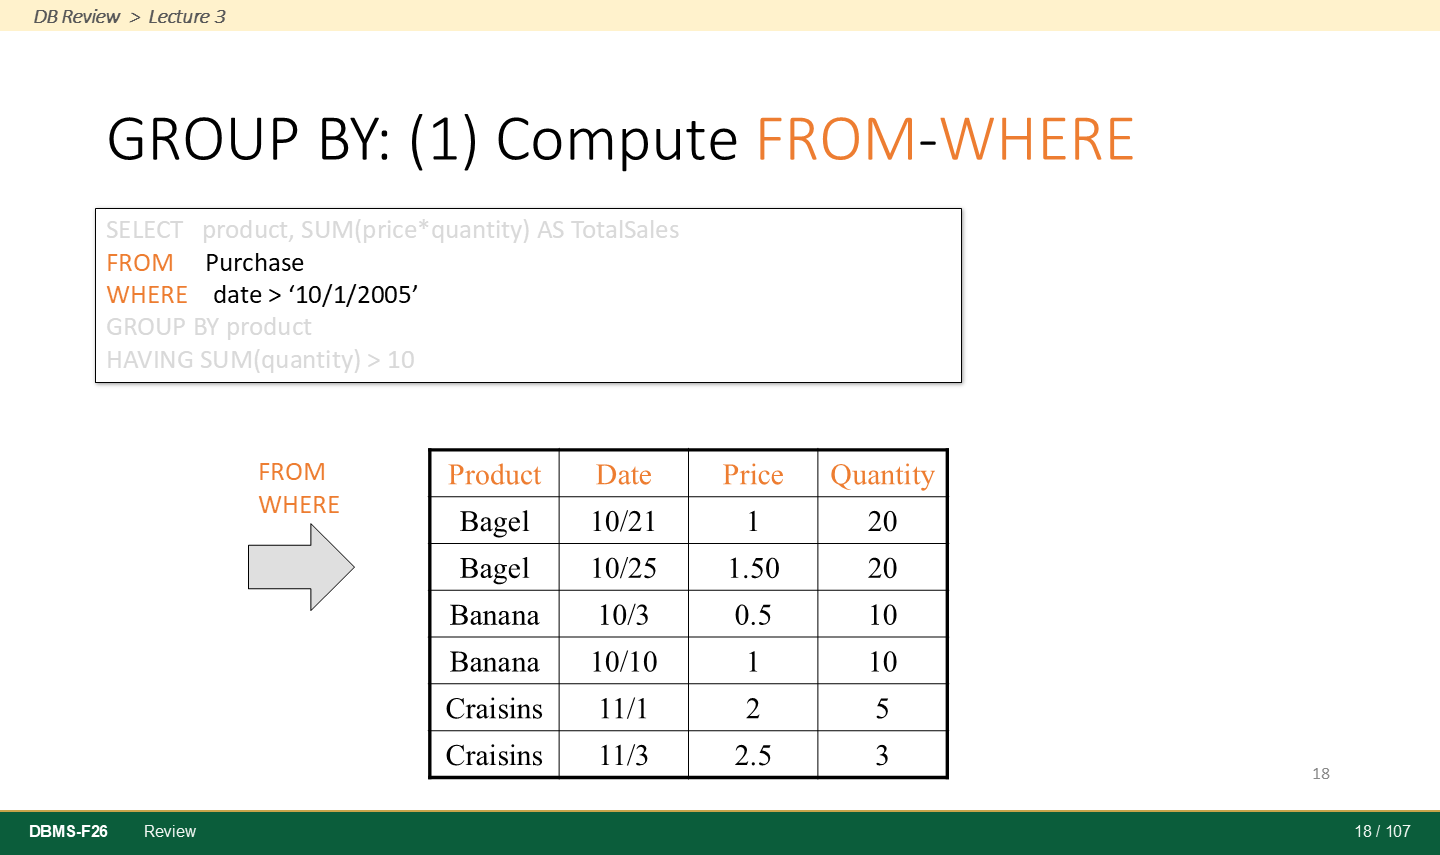 DB Review > Lecture 3
GROUP BY: (1) Compute FROM-WHERE
SELECT product, SUM(price*quantity) AS TotalSales
FROM Purchase
WHERE date > ‘10/1/2005’
GROUP BY product
HAVING SUM(quantity) > 10
FROM
WHERE
Product Date Price Quantity
Bagel 10/21 1 20
Bagel 10/25 1.50 20
Banana 10/3 0.5 10
Banana 10/10 1 10
Craisins 11/1 2 5
Craisins 11/3 2.5 3
18
DBMS-F26 Review 18 / 107